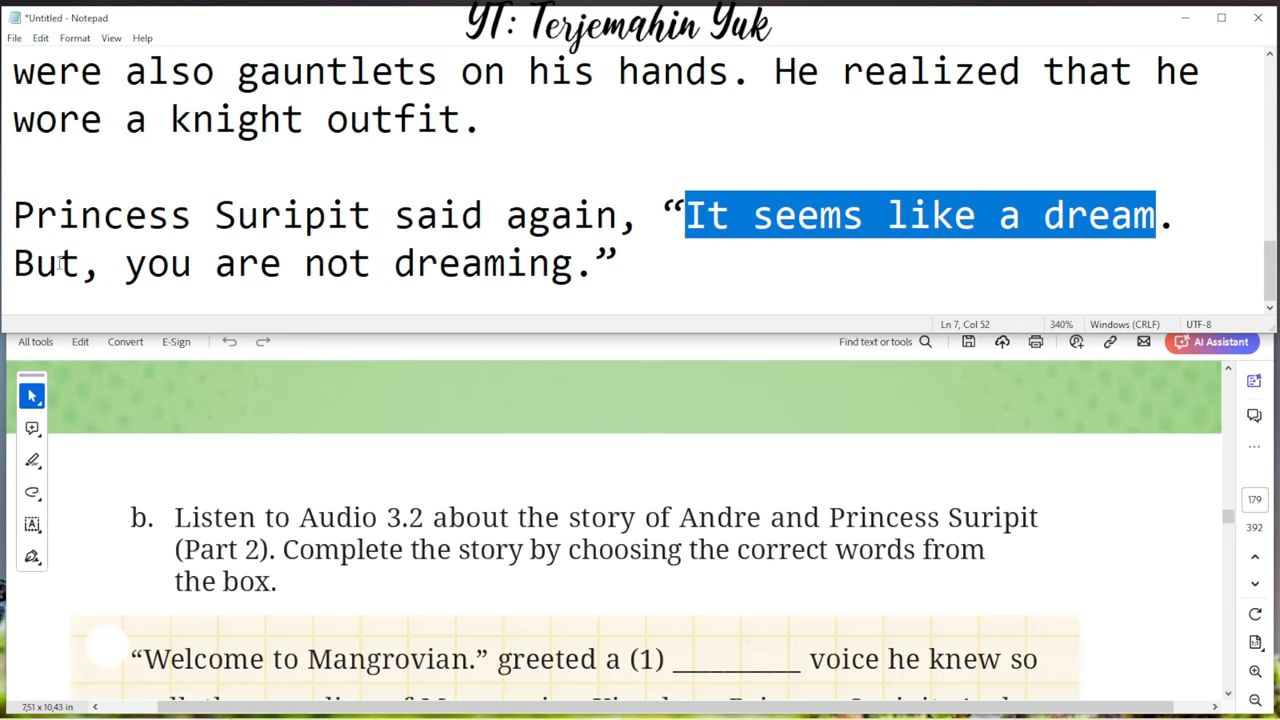 *Untitled - Notepad
YT: Terjemahin Yuk
File Edit Format View Help
were also gauntlets on his hands. He realized that he
wore a knight outfit.
Princess Suripit said again, “It seems like a dream.
But, you are not dreaming.”
Ln 7, Col 52 340% Windows (CRLF) UTF-8
All tools Edit Convert E-Sign Find text or tools AI Assistant
b. Listen to Audio 3.2 about the story of Andre and Princess Suripit
(Part 2). Complete the story by choosing the correct words from
the box.
179
392
“Welcome to Mangrovian.” greeted a (1) __________ voice he knew so
7,51 x 10,43 in